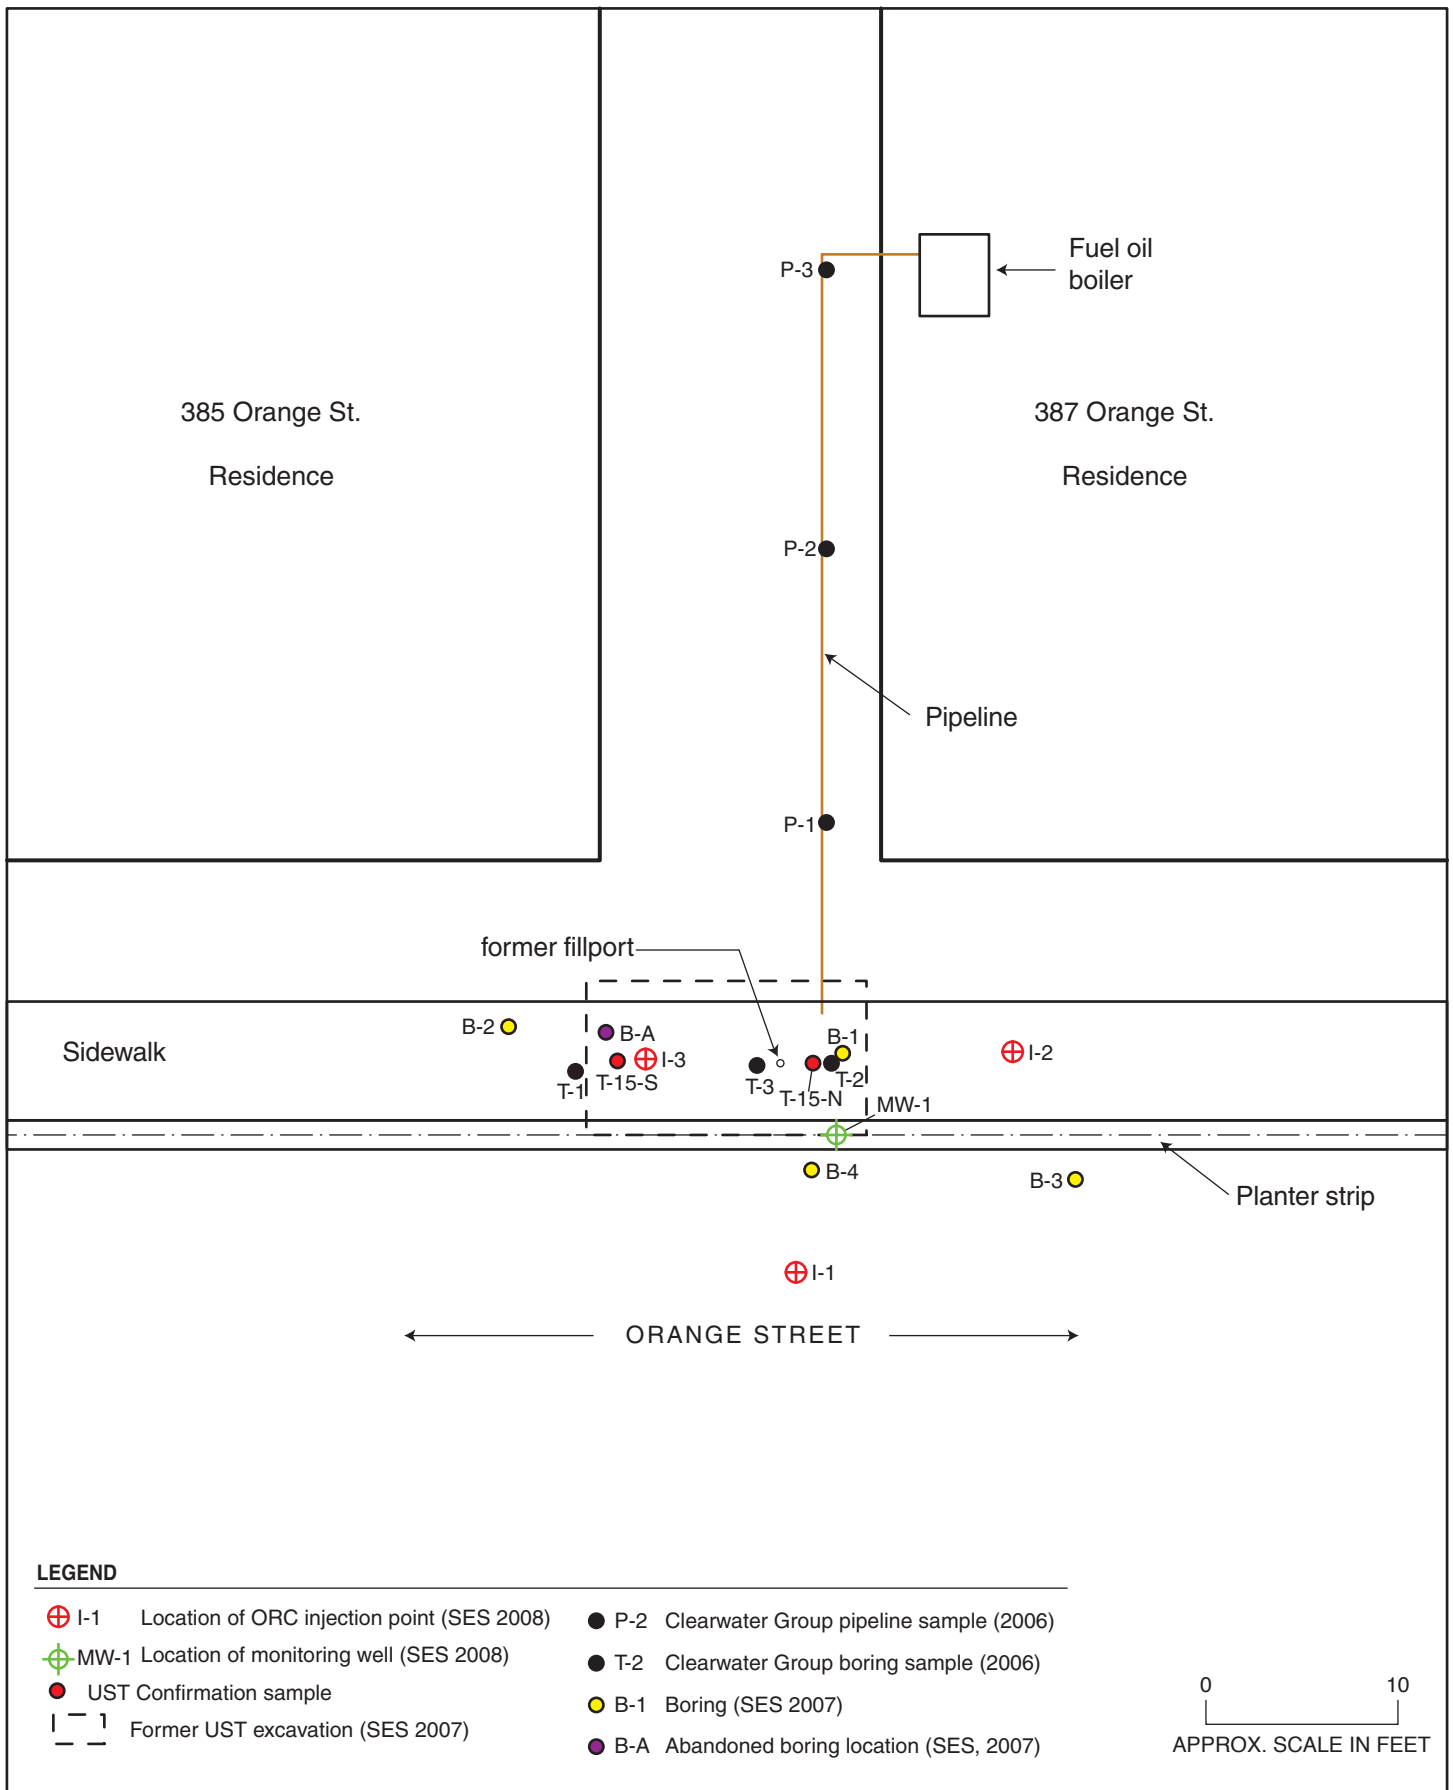 Fuel oil
boiler
P-3
385 Orange St.
Residence
387 Orange St.
Residence
P-2
Pipeline
P-1
former fillport
B-2
B-A
B-1
Sidewalk
I-3
I-2
T-1
T-15-S
T-3
T-2
T-15-N
MW-1
B-4
B-3
Planter strip
I-1
ORANGE STREET
LEGEND
I-1 Location of ORC injection point (SES 2008)
MW-1 Location of monitoring well (SES 2008)
UST Confirmation sample
Former UST excavation (SES 2007)
P-2 Clearwater Group pipeline sample (2006)
T-2 Clearwater Group boring sample (2006)
B-1 Boring (SES 2007)
B-A Abandoned boring location (SES, 2007)
0 10
APPROX. SCALE IN FEET